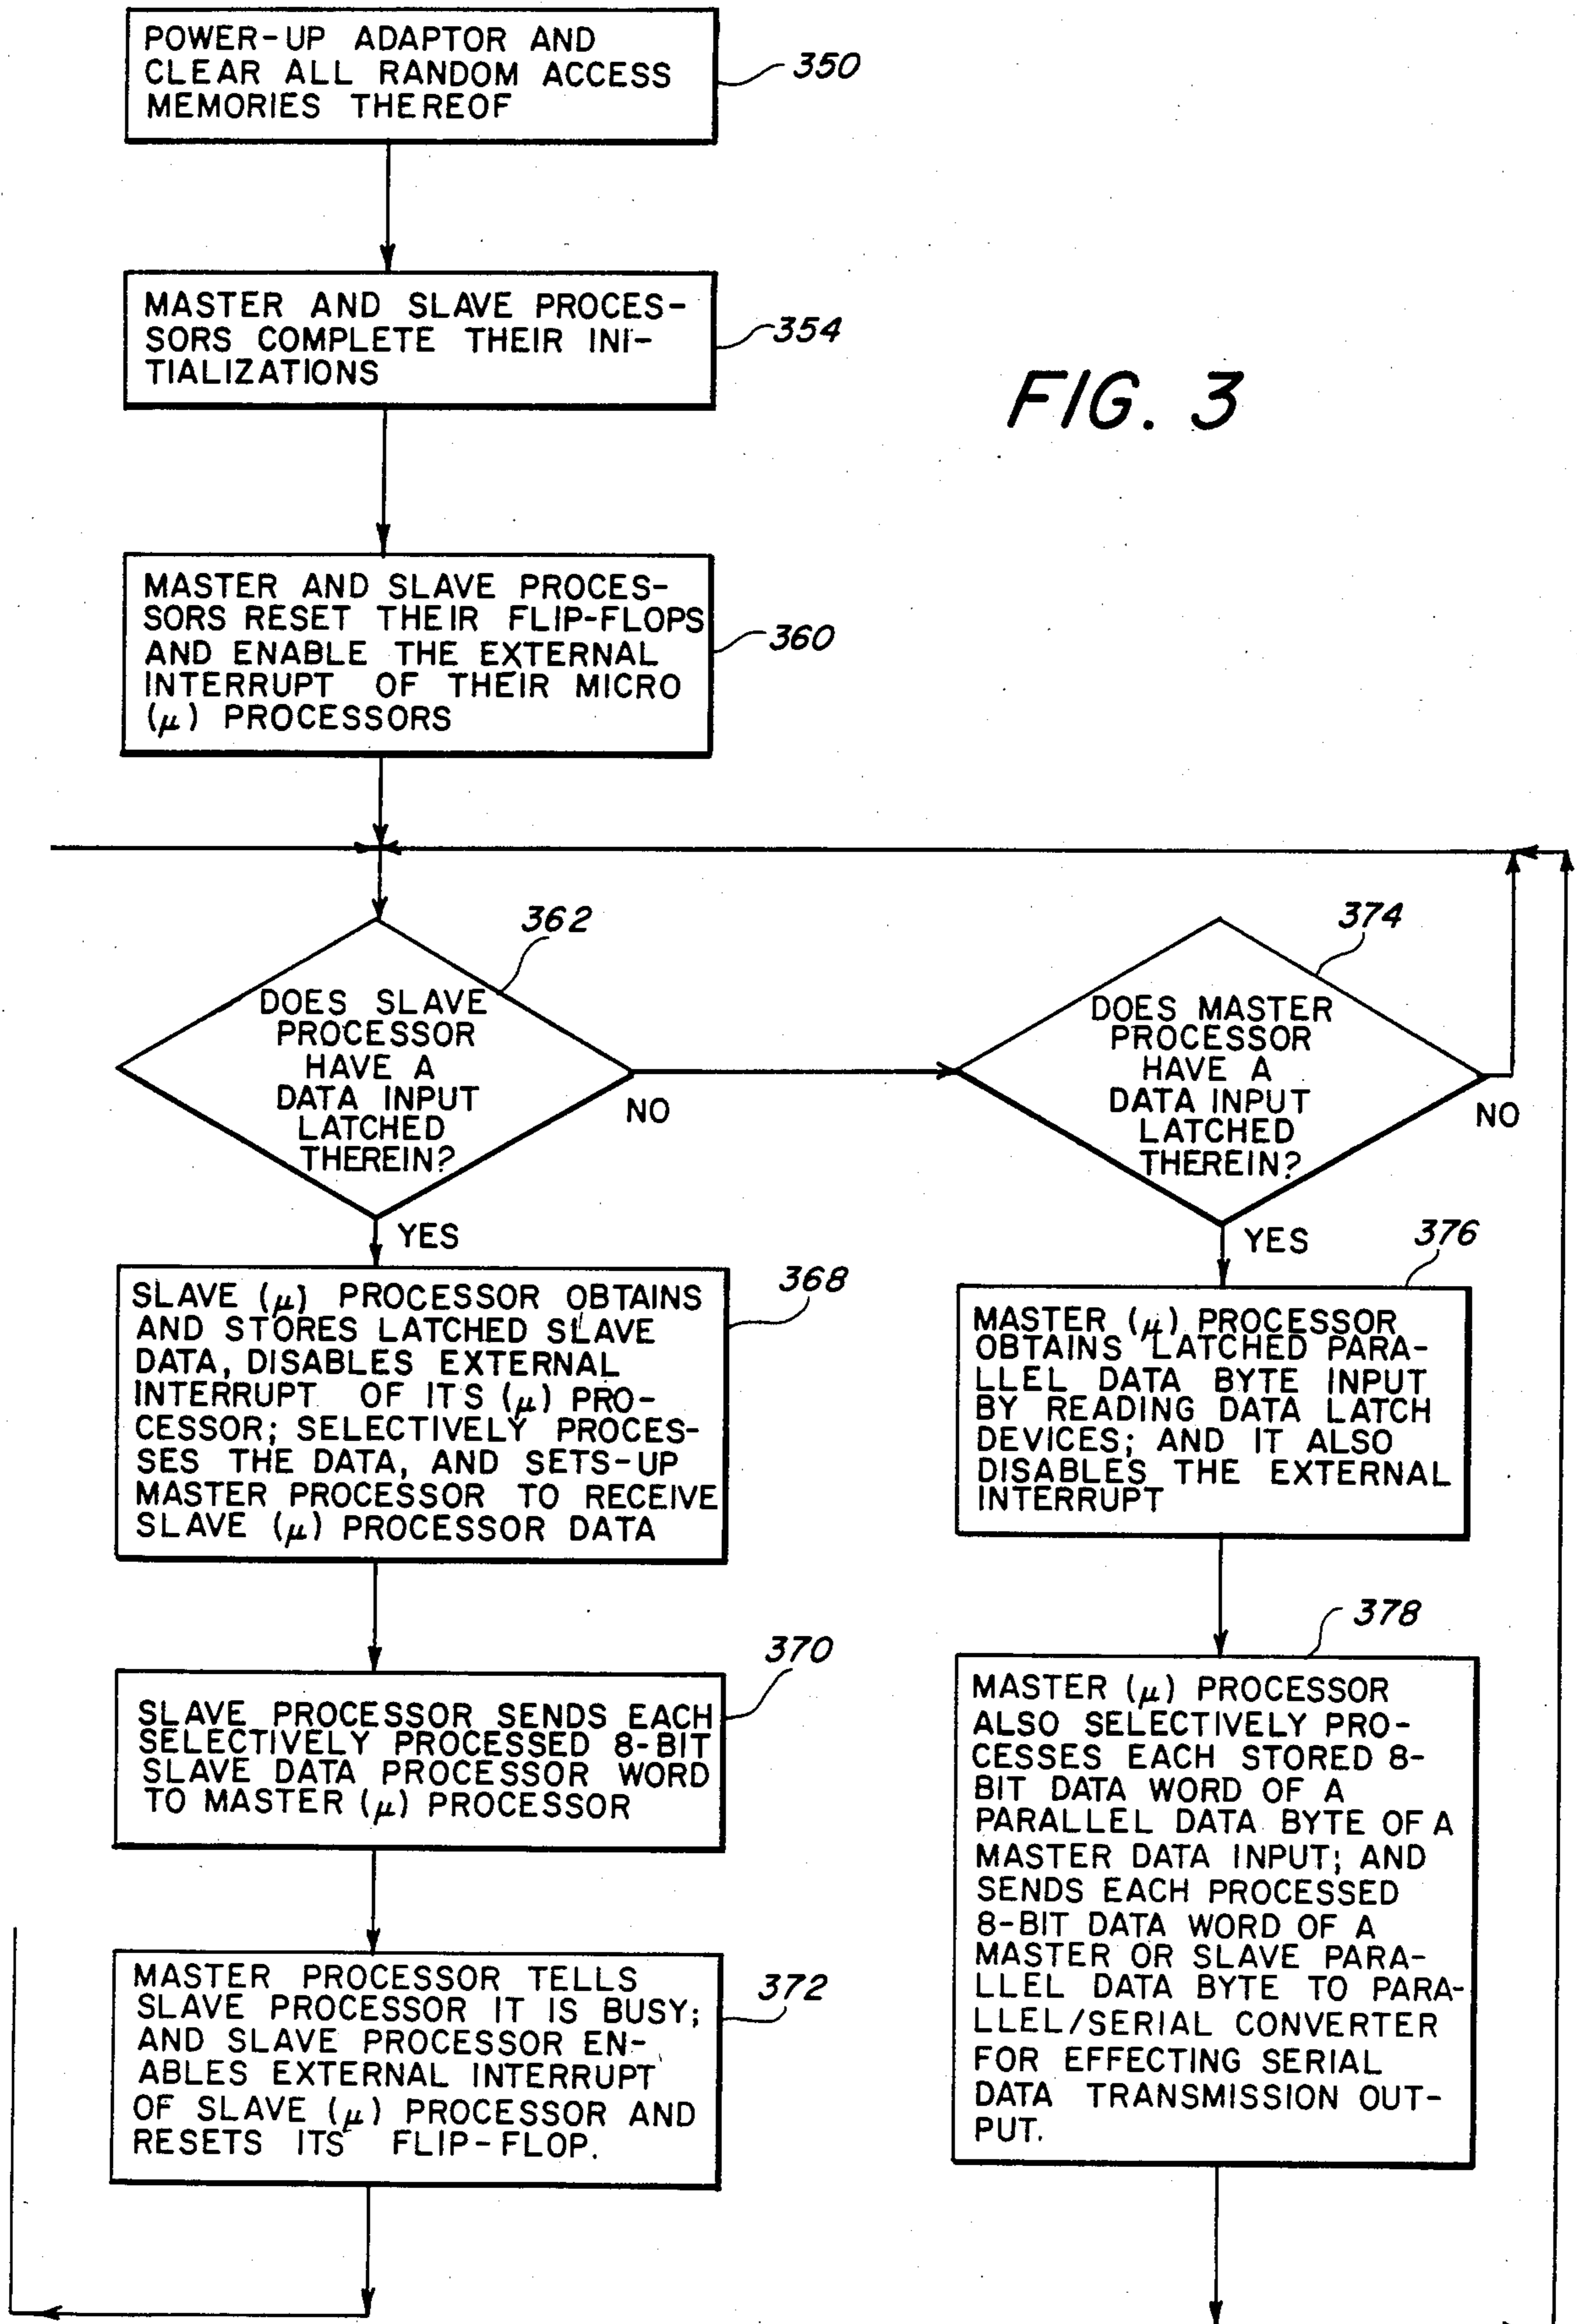 POWER-UP ADAPTOR AND
CLEAR ALL RANDOM ACCESS
MEMORIES THEREOF
350
MASTER AND SLAVE PROCES-
SORS COMPLETE THEIR INI-
TIALIZATIONS
354
FIG. 3
MASTER AND SLAVE PROCES-
SORS RESET THEIR FLIP-FLOPS
AND ENABLE THE EXTERNAL
INTERRUPT OF THEIR MICRO
(μ) PROCESSORS
360
362
DOES SLAVE
PROCESSOR
HAVE A
DATA INPUT
LATCHED
THEREIN?
NO
YES
374
DOES MASTER
PROCESSOR
HAVE A
DATA INPUT
LATCHED
THEREIN?
NO
YES
368
SLAVE (μ) PROCESSOR OBTAINS
AND STORES LATCHED SLAVE
DATA, DISABLES EXTERNAL
INTERRUPT OF ITS (μ) PRO-
CESSOR; SELECTIVELY PROCES-
SES THE DATA, AND SETS-UP
MASTER PROCESSOR TO RECEIVE
SLAVE (μ) PROCESSOR DATA
376
MASTER (μ) PROCESSOR
OBTAINS LATCHED PARA-
LLEL DATA BYTE INPUT
BY READING DATA LATCH
DEVICES; AND IT ALSO
DISABLES THE EXTERNAL
INTERRUPT
370
SLAVE PROCESSOR SENDS EACH
SELECTIVELY PROCESSED 8-BIT
SLAVE DATA PROCESSOR WORD
TO MASTER (μ) PROCESSOR
378
MASTER (μ) PROCESSOR
ALSO SELECTIVELY PRO-
CESSES EACH STORED 8-
BIT DATA WORD OF A
PARALLEL DATA BYTE OF A
MASTER DATA INPUT; AND
SENDS EACH PROCESSED
8-BIT DATA WORD OF A
MASTER OR SLAVE PARA-
LLEL DATA BYTE TO PARA-
LLEL/SERIAL CONVERTER
FOR EFFECTING SERIAL
DATA TRANSMISSION OUT-
PUT.
372
MASTER PROCESSOR TELLS
SLAVE PROCESSOR IT IS BUSY;
AND SLAVE PROCESSOR EN-
ABLES EXTERNAL INTERRUPT
OF SLAVE (μ) PROCESSOR AND
RESETS ITS FLIP-FLOP.